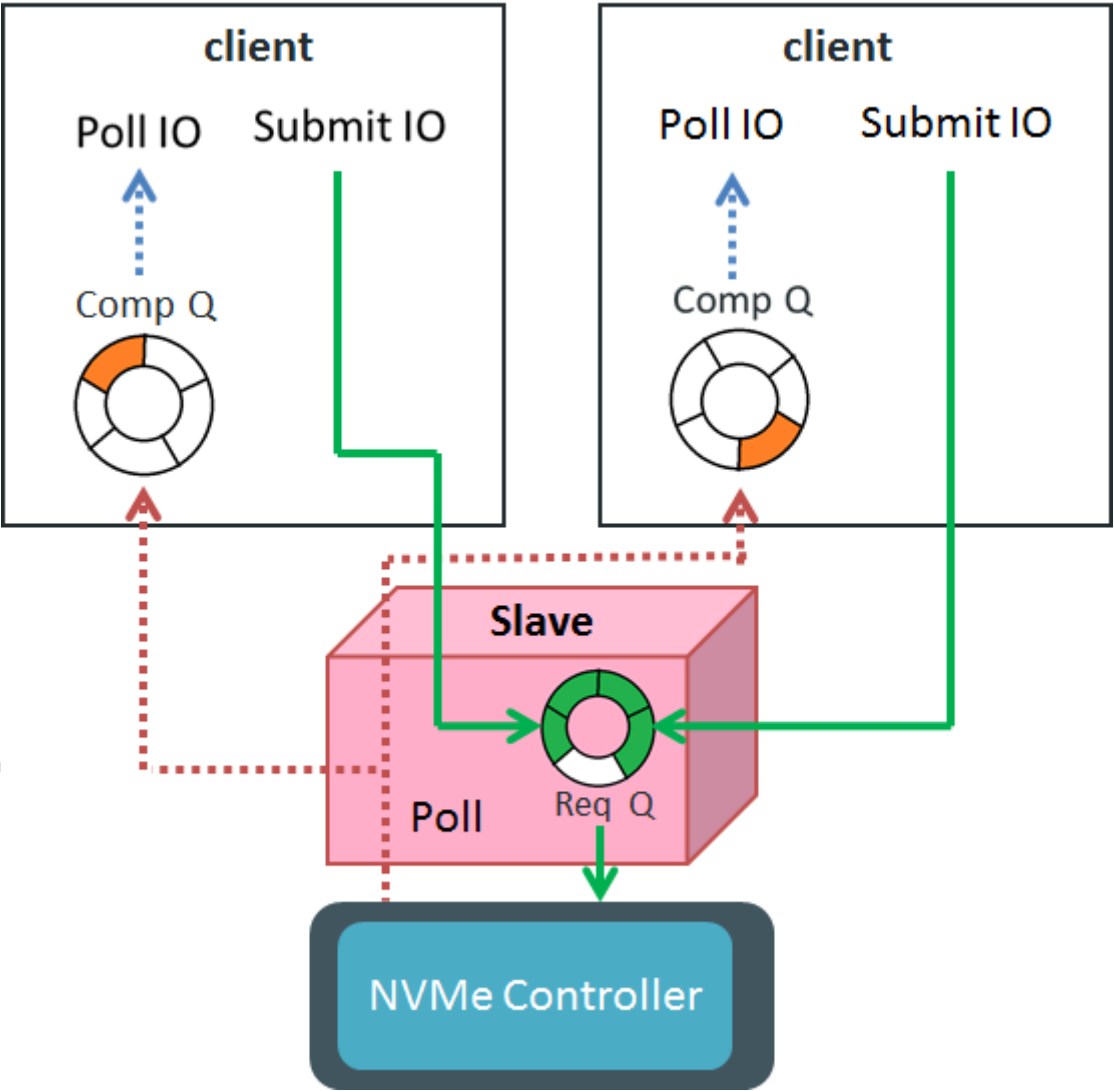 client
Poll IO
Submit IO
Comp Q
client
Poll IO
Submit IO
Comp Q
Slave
Req Q
Poll
NVMe Controller